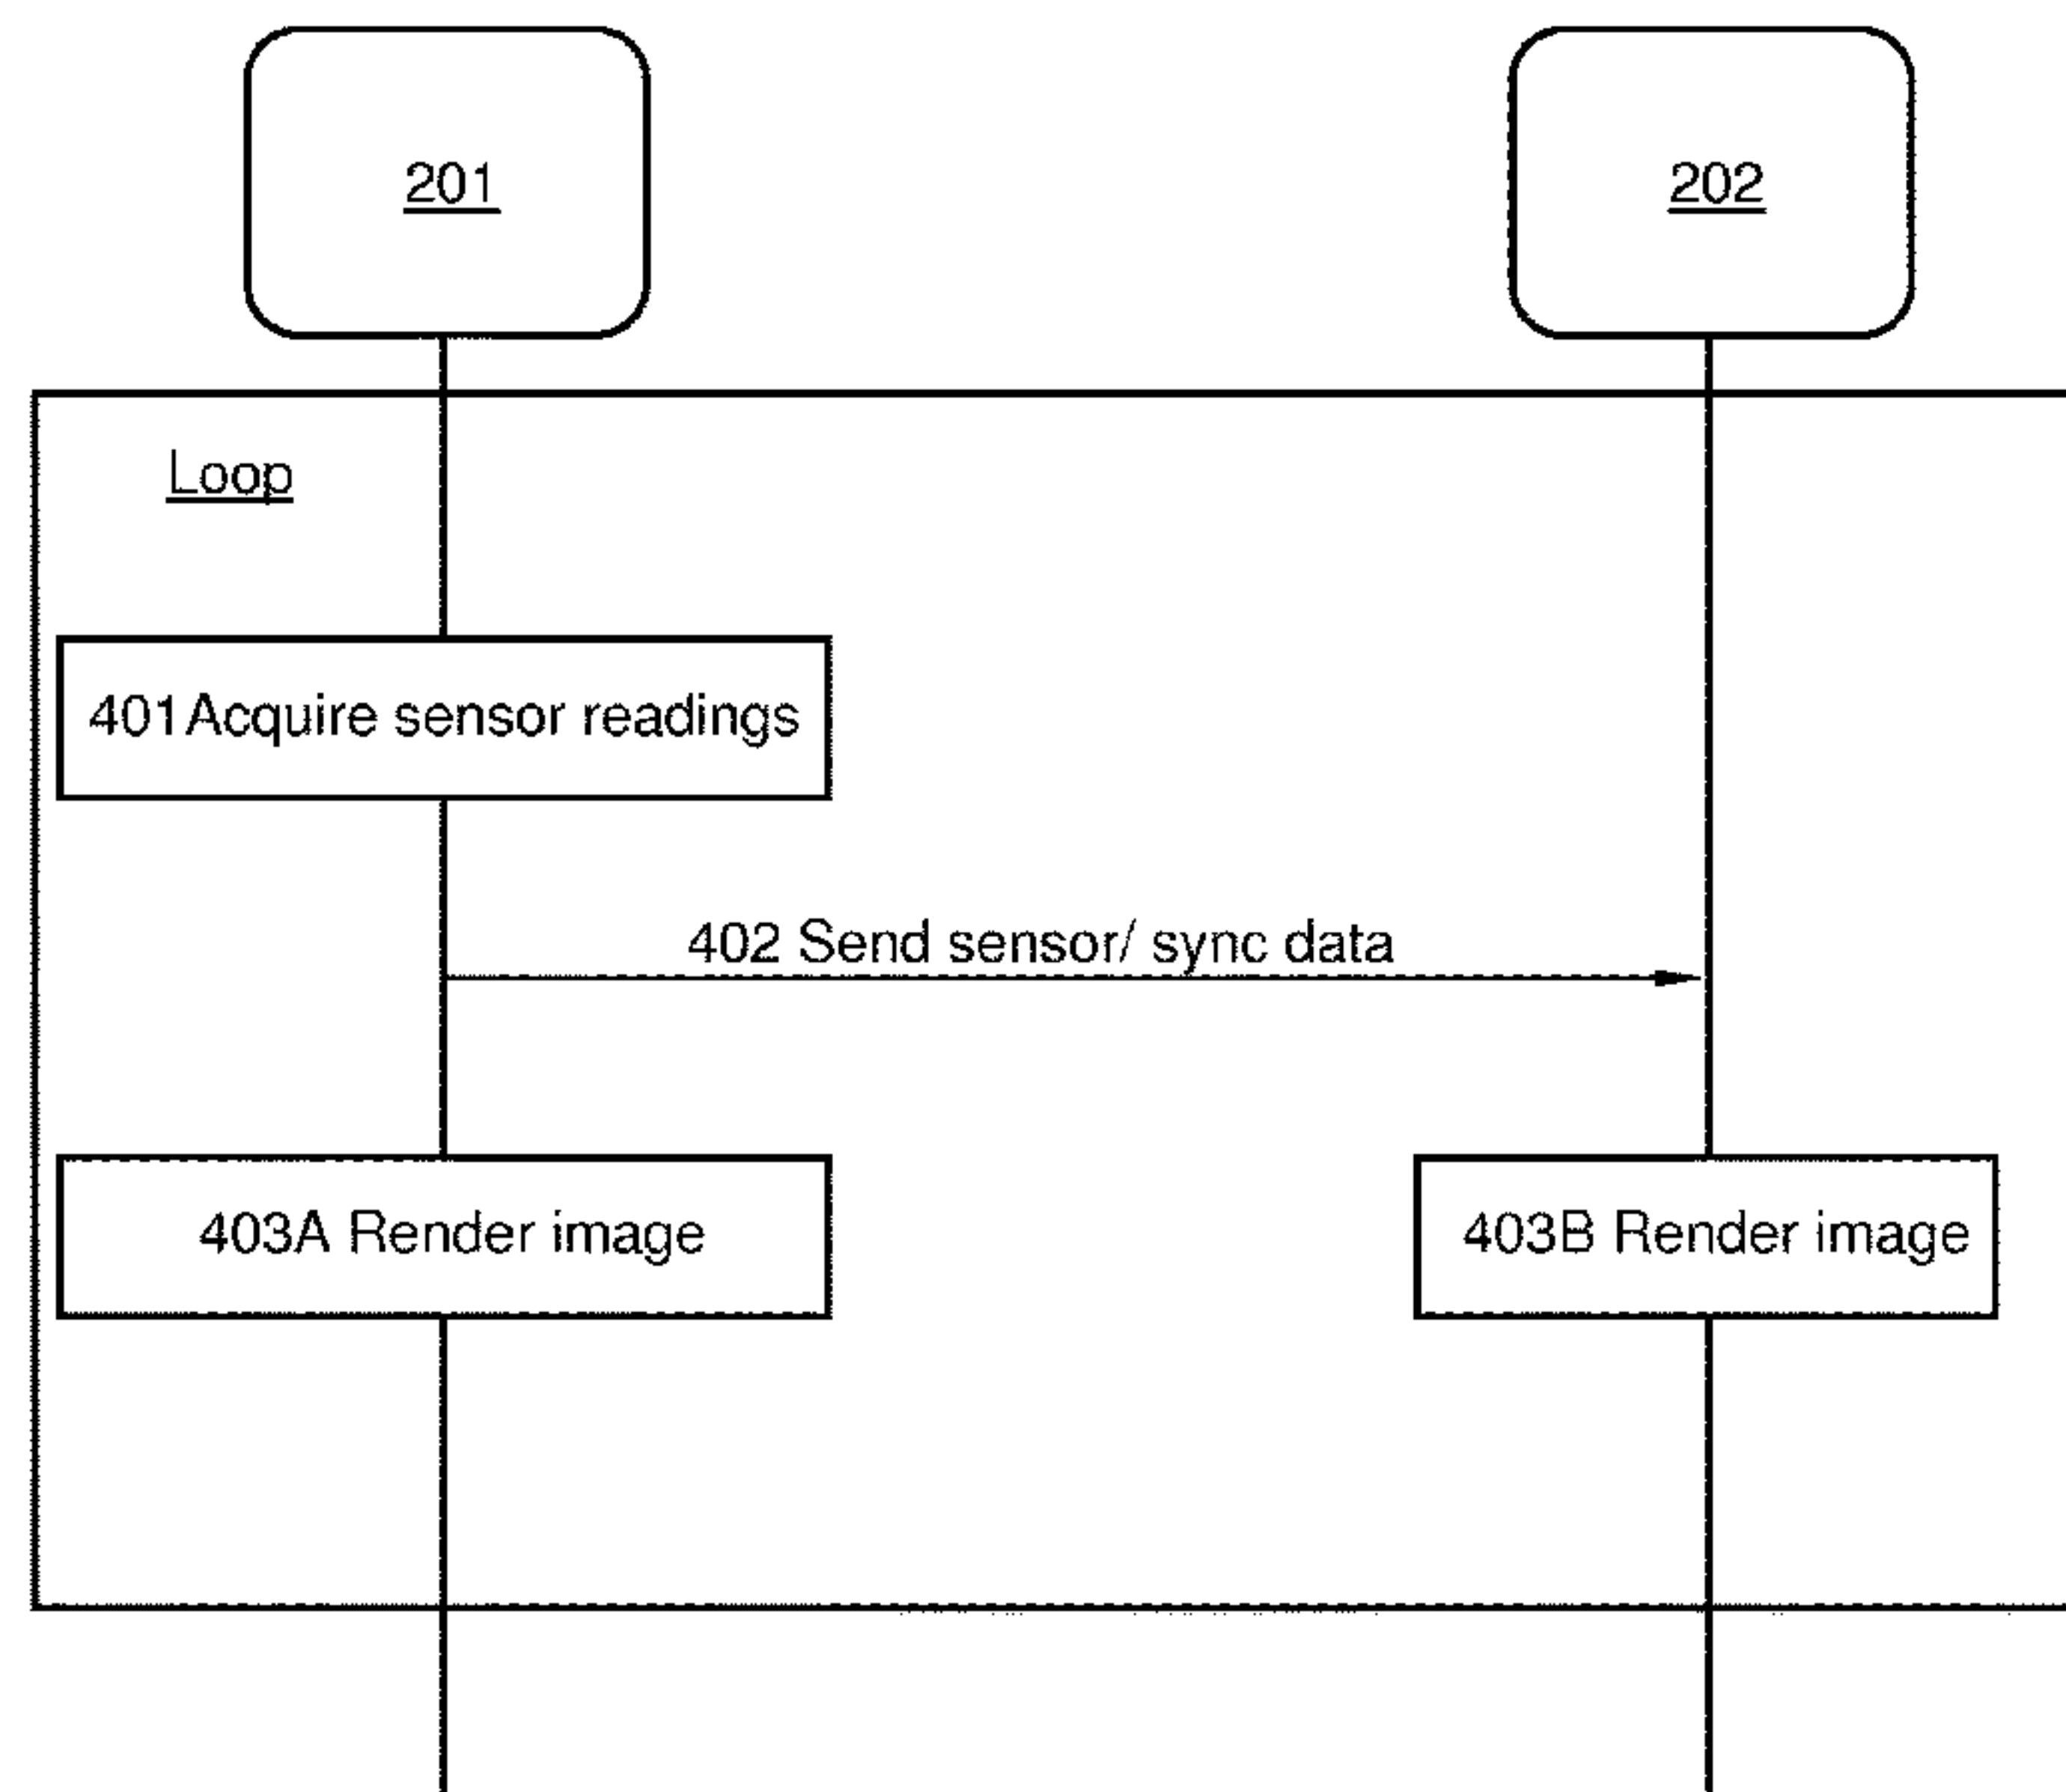 201
202
Loop
401Acquire sensor readings
402 Send sensor/ sync data
403A Render image
403B Render image